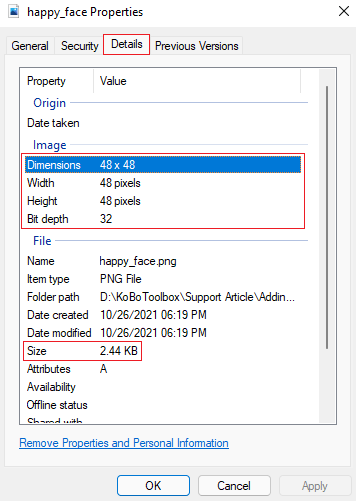 happy_face Properties
General Security Details Previous Versions
Property Value
Origin
Date taken
Image
Dimensions 48 x 48
Width 48 pixels
Height 48 pixels
Bit depth 32
File
Name happy_face.png
Item type PNG File
Folder path D:\KoBoToolbox\Support Article\Addin...
Date created 10/26/2021 06:19 PM
Date modified 10/26/2021 06:19 PM
Size 2.44 KB
Attributes A
Availability
Offline status
Shared with
Remove Properties and Personal Information
OK Cancel Apply